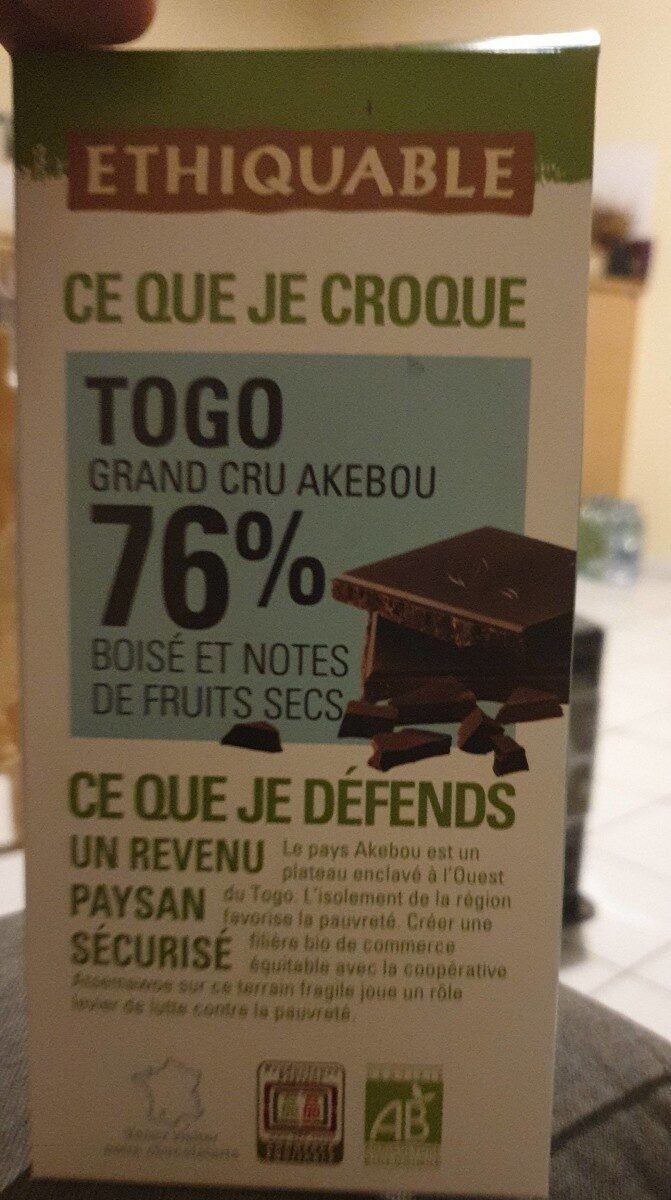 ETHIQUABLE
CE QUE JE CROQUE
TOGO
GRAND CRU AKEBOU
76%
BOISÉ ET NOTES
DE FRUITS SECS
CE QUE JE DÉFENDS
UN REVENU
PAYSAN
SÉCURISÉ
Le pays Akebou est un
plateau enclavé à l'Ouest
du Togo. L'isolement de la région
favorise la pauvreté. Créer une
filière bio de commerce
équitable avec la coopérative
sur ce terrain fragile joue un rôle
levier de lutte contre la pauvreté.
AB